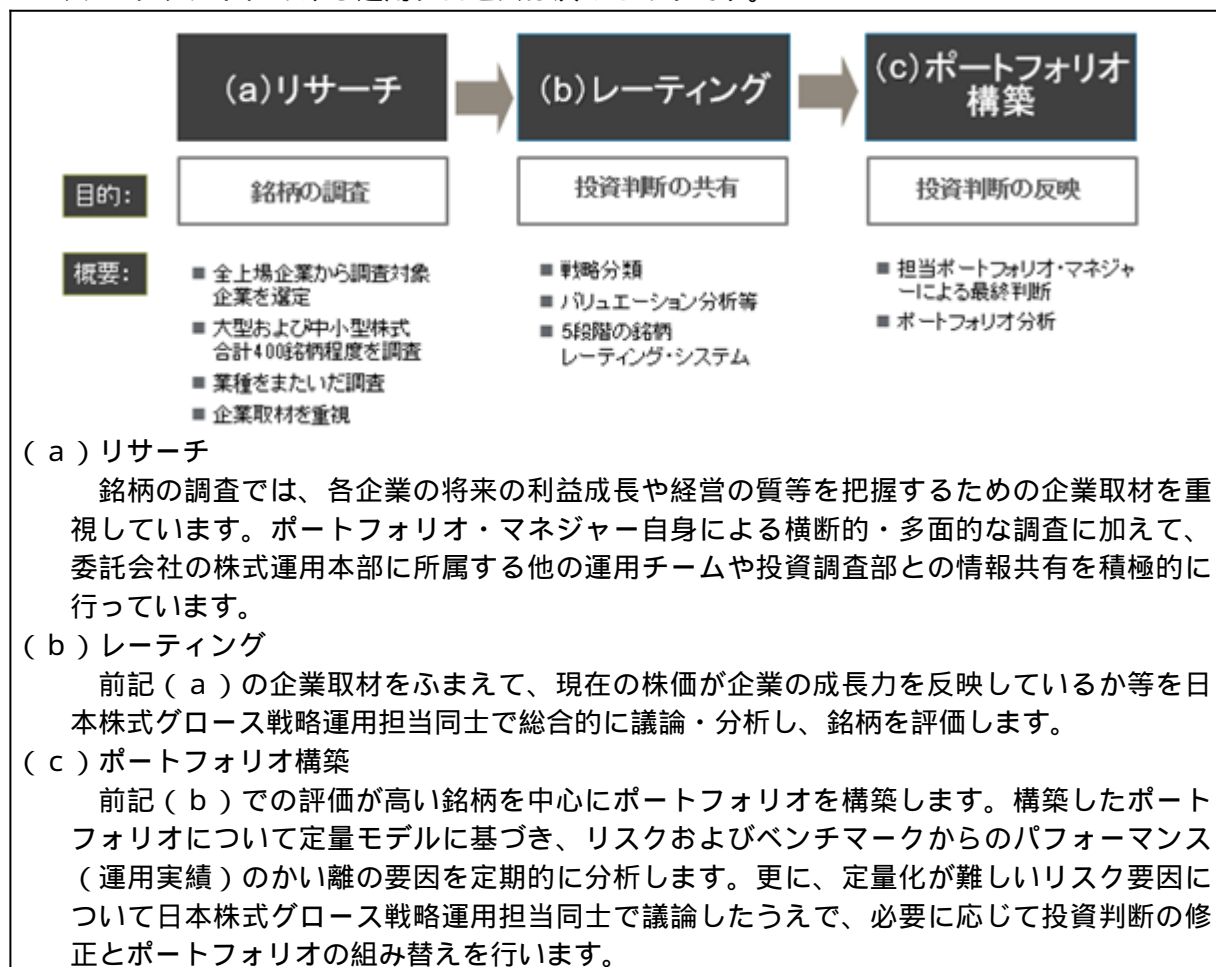 (a)リサーチ
(b)レーティング
(c)ポートフォリオ
構築
目的:
銘柄の調査
投資判断の共有
投資判断の反映
概要:
■ 全上場企業から調査対象
企業を選定
■ 大型および中小型株式
合計400銘柄程度を調査
■ 業種をまたいだ調査
■ 企業取材を重視
■ 戦略分類
■ バリュエーション分析等
■ 5段階の銘柄
レーティング・システム
■ 担当ポートフォリオ・マネジャ
ーによる最終判断
■ ポートフォリオ分析
(a)リサーチ
銘柄の調査では、各企業の将来の利益成長や経営の質等を把握するための企業取材を重
視しています。ポートフォリオ・マネジャー自身による横断的・多面的な調査に加えて、
委託会社の株式運用本部に所属する他の運用チームや投資調査部との情報共有を積極的に
行っています。
(b)レーティング
前記(a)の企業取材をふまえて、現在の株価が企業の成長力を反映しているか等を日
本株式グロース戦略運用担当同士で総合的に議論・分析し、銘柄を評価します。
(c)ポートフォリオ構築
前記(b)での評価が高い銘柄を中心にポートフォリオを構築します。構築したポート
フォリオについて定量モデルに基づき、リスクおよびベンチマークからのパフォーマンス
(運用実績)のかい離の要因を定期的に分析します。更に、定量化が難しいリスク要因に
ついて日本株式グロース戦略運用担当同士で議論したうえで、必要に応じて投資判断の修
正とポートフォリオの組み替えを行います。